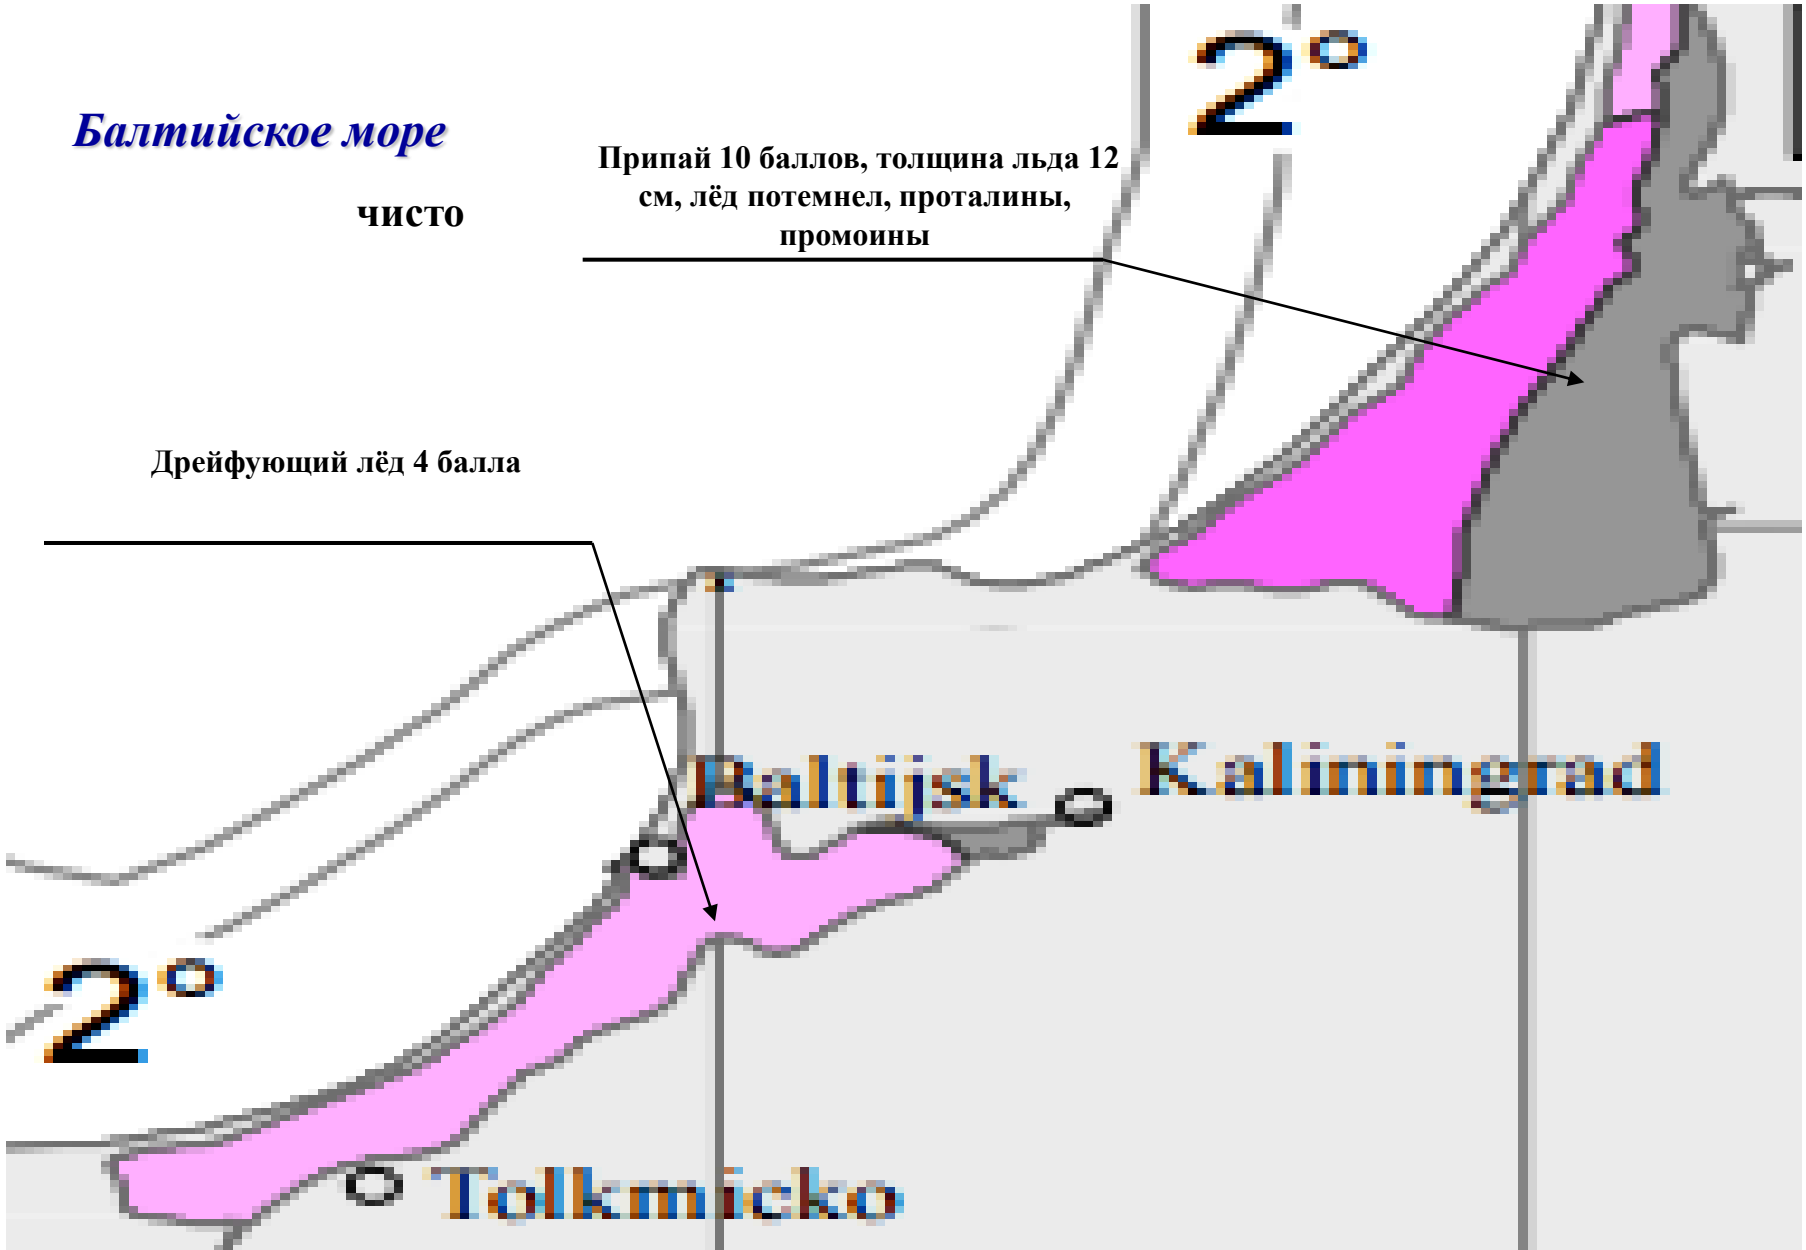 2°
Балтийское море
Припай 10 баллов, толщина льда 12
см, лёд потемнел, проталины,
промоины
чисто
Дрейфующий лёд 4 балла
Baltijsk
Kaliningrad
2°
Tolkmicko